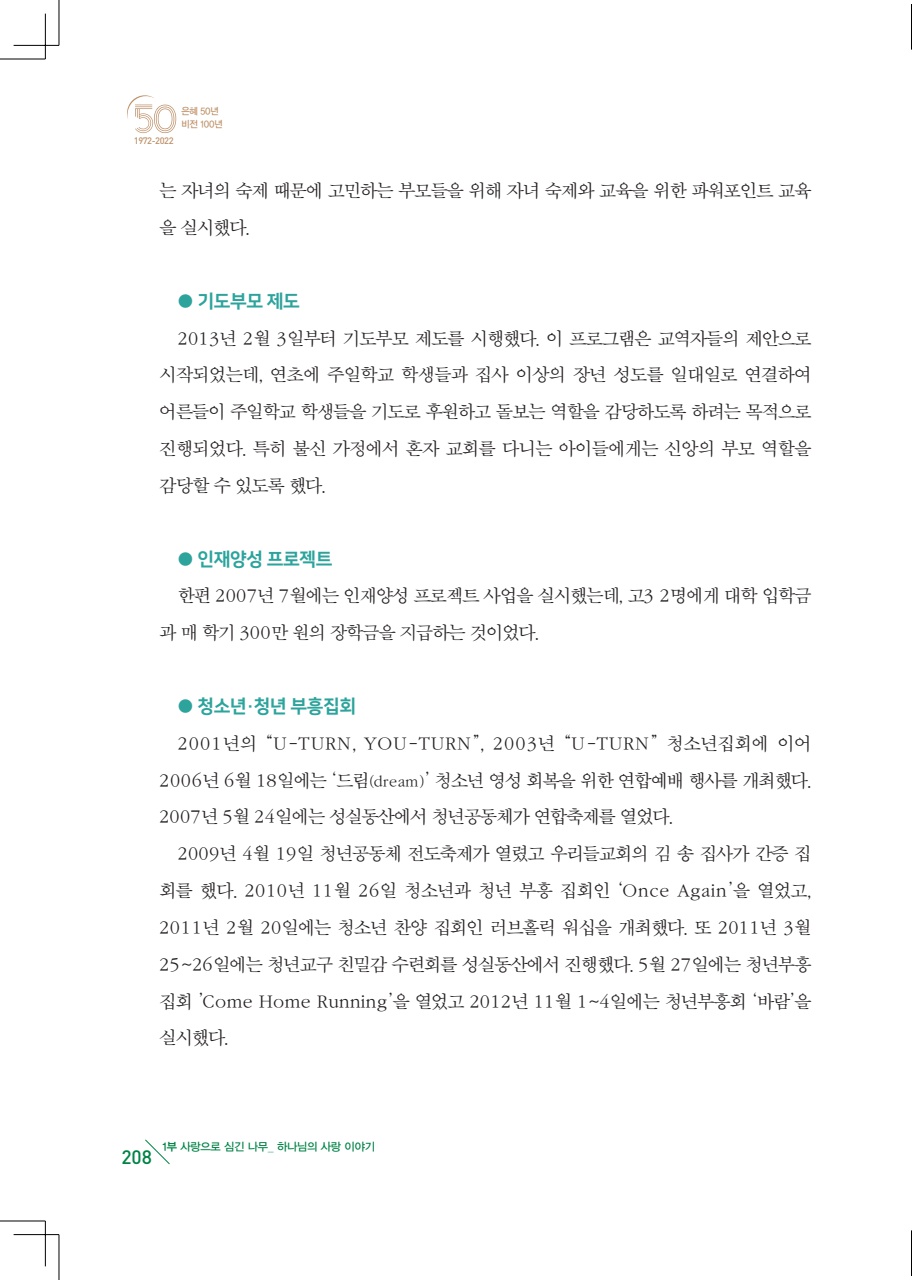 50 은혜 50년
비전 100년
1972-2022
는 자녀의 숙제 때문에 고민하는 부모들을 위해 자녀 숙제와 교육을 위한 파워포인트 교육
을 실시했다.
● 기도부모 제도
2013년 2월 3일부터 기도부모 제도를 시행했다. 이 프로그램은 교역자들의 제안으로
시작되었는데, 연초에 주일학교 학생들과 집사 이상의 장년 성도를 일대일로 연결하여
어른들이 주일학교 학생들을 기도로 후원하고 돌보는 역할을 감당하도록 하려는 목적으로
진행되었다. 특히 불신 가정에서 혼자 교회를 다니는 아이들에게는 신앙의 부모 역할을
감당할 수 있도록 했다.
● 인재양성 프로젝트
한편 2007년 7월에는 인재양성 프로젝트 사업을 실시했는데, 고3 2명에게 대학 입학금
과 매 학기 300만 원의 장학금을 지급하는 것이었다.
● 청소년·청년 부흥집회
2001년의 “U-TURN, YOU-TURN”, 2003년 “U-TURN” 청소년집회에 이어
2006년 6월 18일에는 ‘드림(dream)’ 청소년 영성 회복을 위한 연합예배 행사를 개최했다.
2007년 5월 24일에는 성실동산에서 청년공동체가 연합축제를 열었다.
2009년 4월 19일 청년공동체 전도축제가 열렸고 우리들교회의 김 송 집사가 간증 집
회를 했다. 2010년 11월 26일 청소년과 청년 부흥 집회인 ‘Once Again’을 열었고,
2011년 2월 20일에는 청소년 찬양 집회인 러브홀릭 워십을 개최했다. 또 2011년 3월
25~26일에는 청년교구 친밀감 수련회를 성실동산에서 진행했다. 5월 27일에는 청년부흥
집회 ’Come Home Running’을 열었고 2012년 11월 1~4일에는 청년부흥회 ‘바람’을
실시했다.
208 1부 사랑으로 심긴 나무_ 하나님의 사랑 이야기